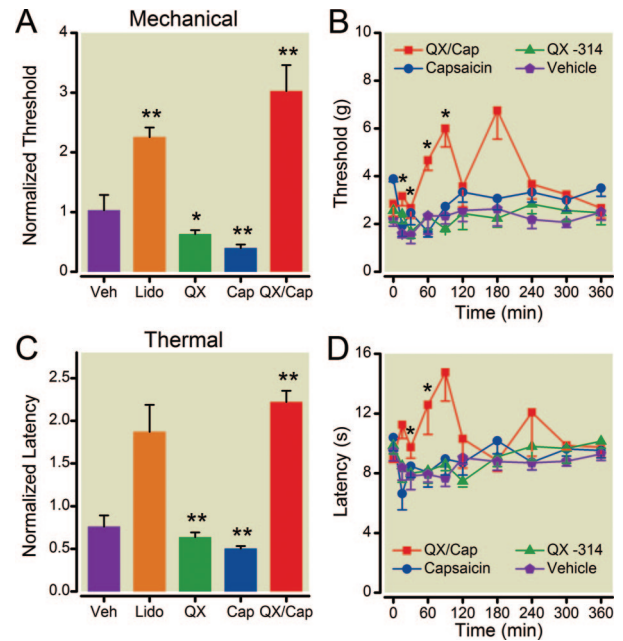 A
Mechanical
Normalized Threshold
4
3
2
1
0
**
*
**
**
Veh Lido QX Cap QX/Cap
B
Threshold (g)
10
8
6
4
2
0
QX/Cap QX -314
Capsaicin Vehicle
* * * *
0 60 120 180 240 300 360
Time (min)
C
Thermal
Normalized Latency
2.5
2.0
1.5
1.0
0.5
0.0
**
**
**
Veh Lido QX Cap QX/Cap
D
Latency (s)
16
12
8
4
0
* *
QX/Cap QX -314
Capsaicin Vehicle
0 60 120 180 240 300 360
Time (min)